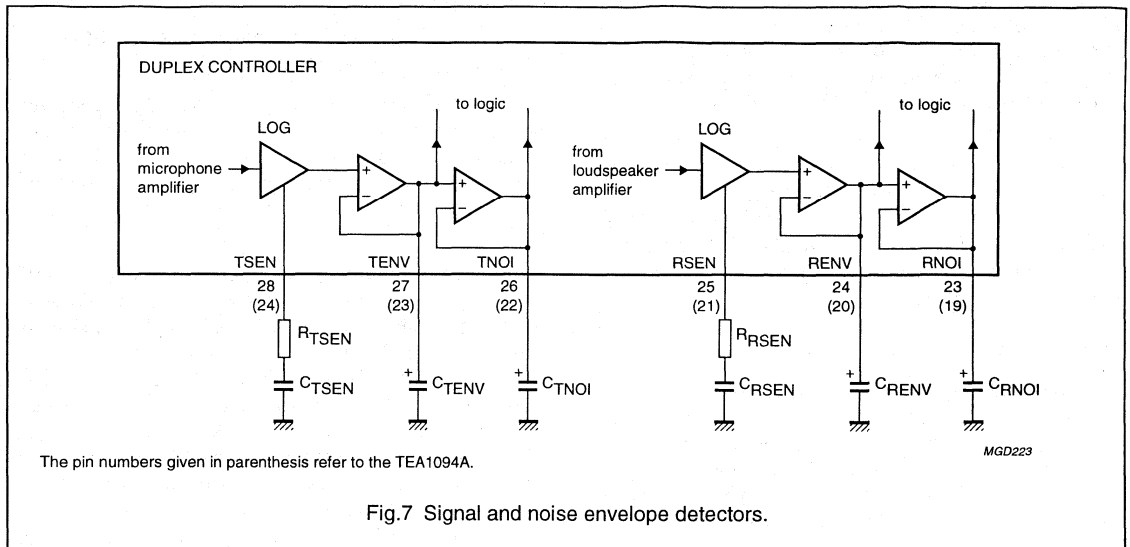 DUPLEX CONTROLLER
to logic
to logic
LOG
LOG
from
microphone
amplifier
from
loudspeaker
amplifier
+
−
+
−
+
−
+
−
TSEN
TENV
TNOI
RSEN
RENV
RNOI
28
(24)
27
(23)
26
(22)
25
(21)
24
(20)
23
(19)
RTSEN
RRSEN
CTSEN
+
CTENV
+
CTNOI
CRSEN
+
CRENV
+
CRNOI
MGD223
The pin numbers given in parenthesis refer to the TEA1094A.
Fig.7 Signal and noise envelope detectors.